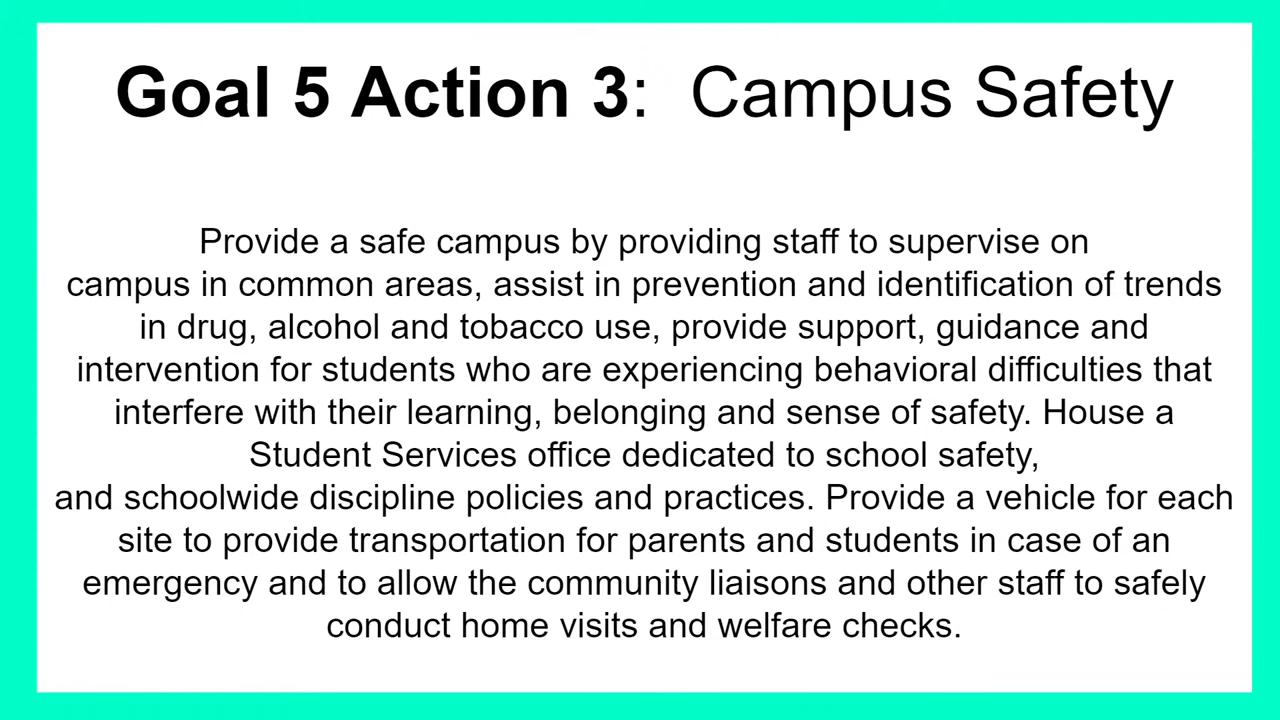 Goal 5 Action 3: Campus Safety
Provide a safe campus by providing staff to supervise on
campus in common areas, assist in prevention and identification of trends
in drug, alcohol and tobacco use, provide support, guidance and
intervention for students who are experiencing behavioral difficulties that
interfere with their learning, belonging and sense of safety. House a
Student Services office dedicated to school safety,
and schoolwide discipline policies and practices. Provide a vehicle for each
site to provide transportation for parents and students in case of an
emergency and to allow the community liaisons and other staff to safely
conduct home visits and welfare checks.